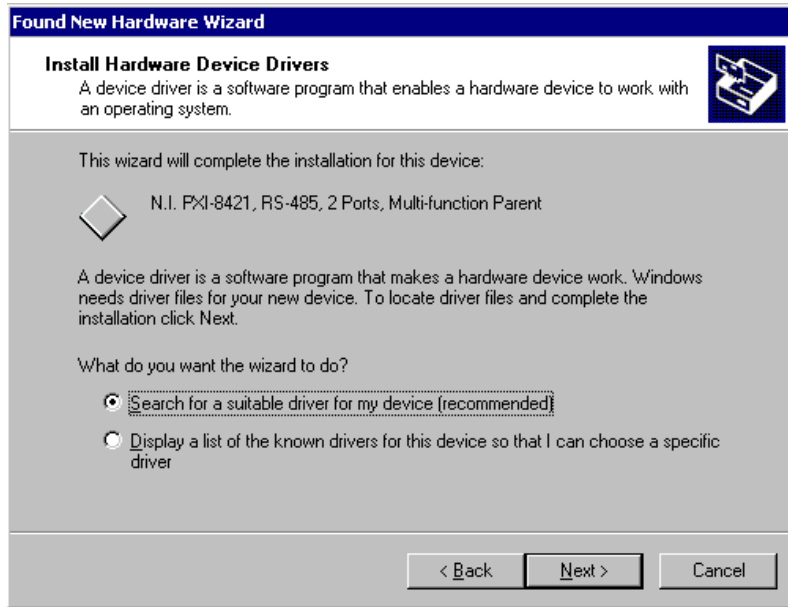 Found New Hardware Wizard
Install Hardware Device Drivers
A device driver is a software program that enables a hardware device to work with
an operating system.
This wizard will complete the installation for this device:
N.I. PXI-8421, RS-485, 2 Ports, Multi-function Parent
A device driver is a software program that makes a hardware device work. Windows
needs driver files for your new device. To locate driver files and complete the
installation click Next.
What do you want the wizard to do?
Search for a suitable driver for my device (recommended)
Display a list of the known drivers for this device so that I can choose a specific
driver
< Back Next > Cancel